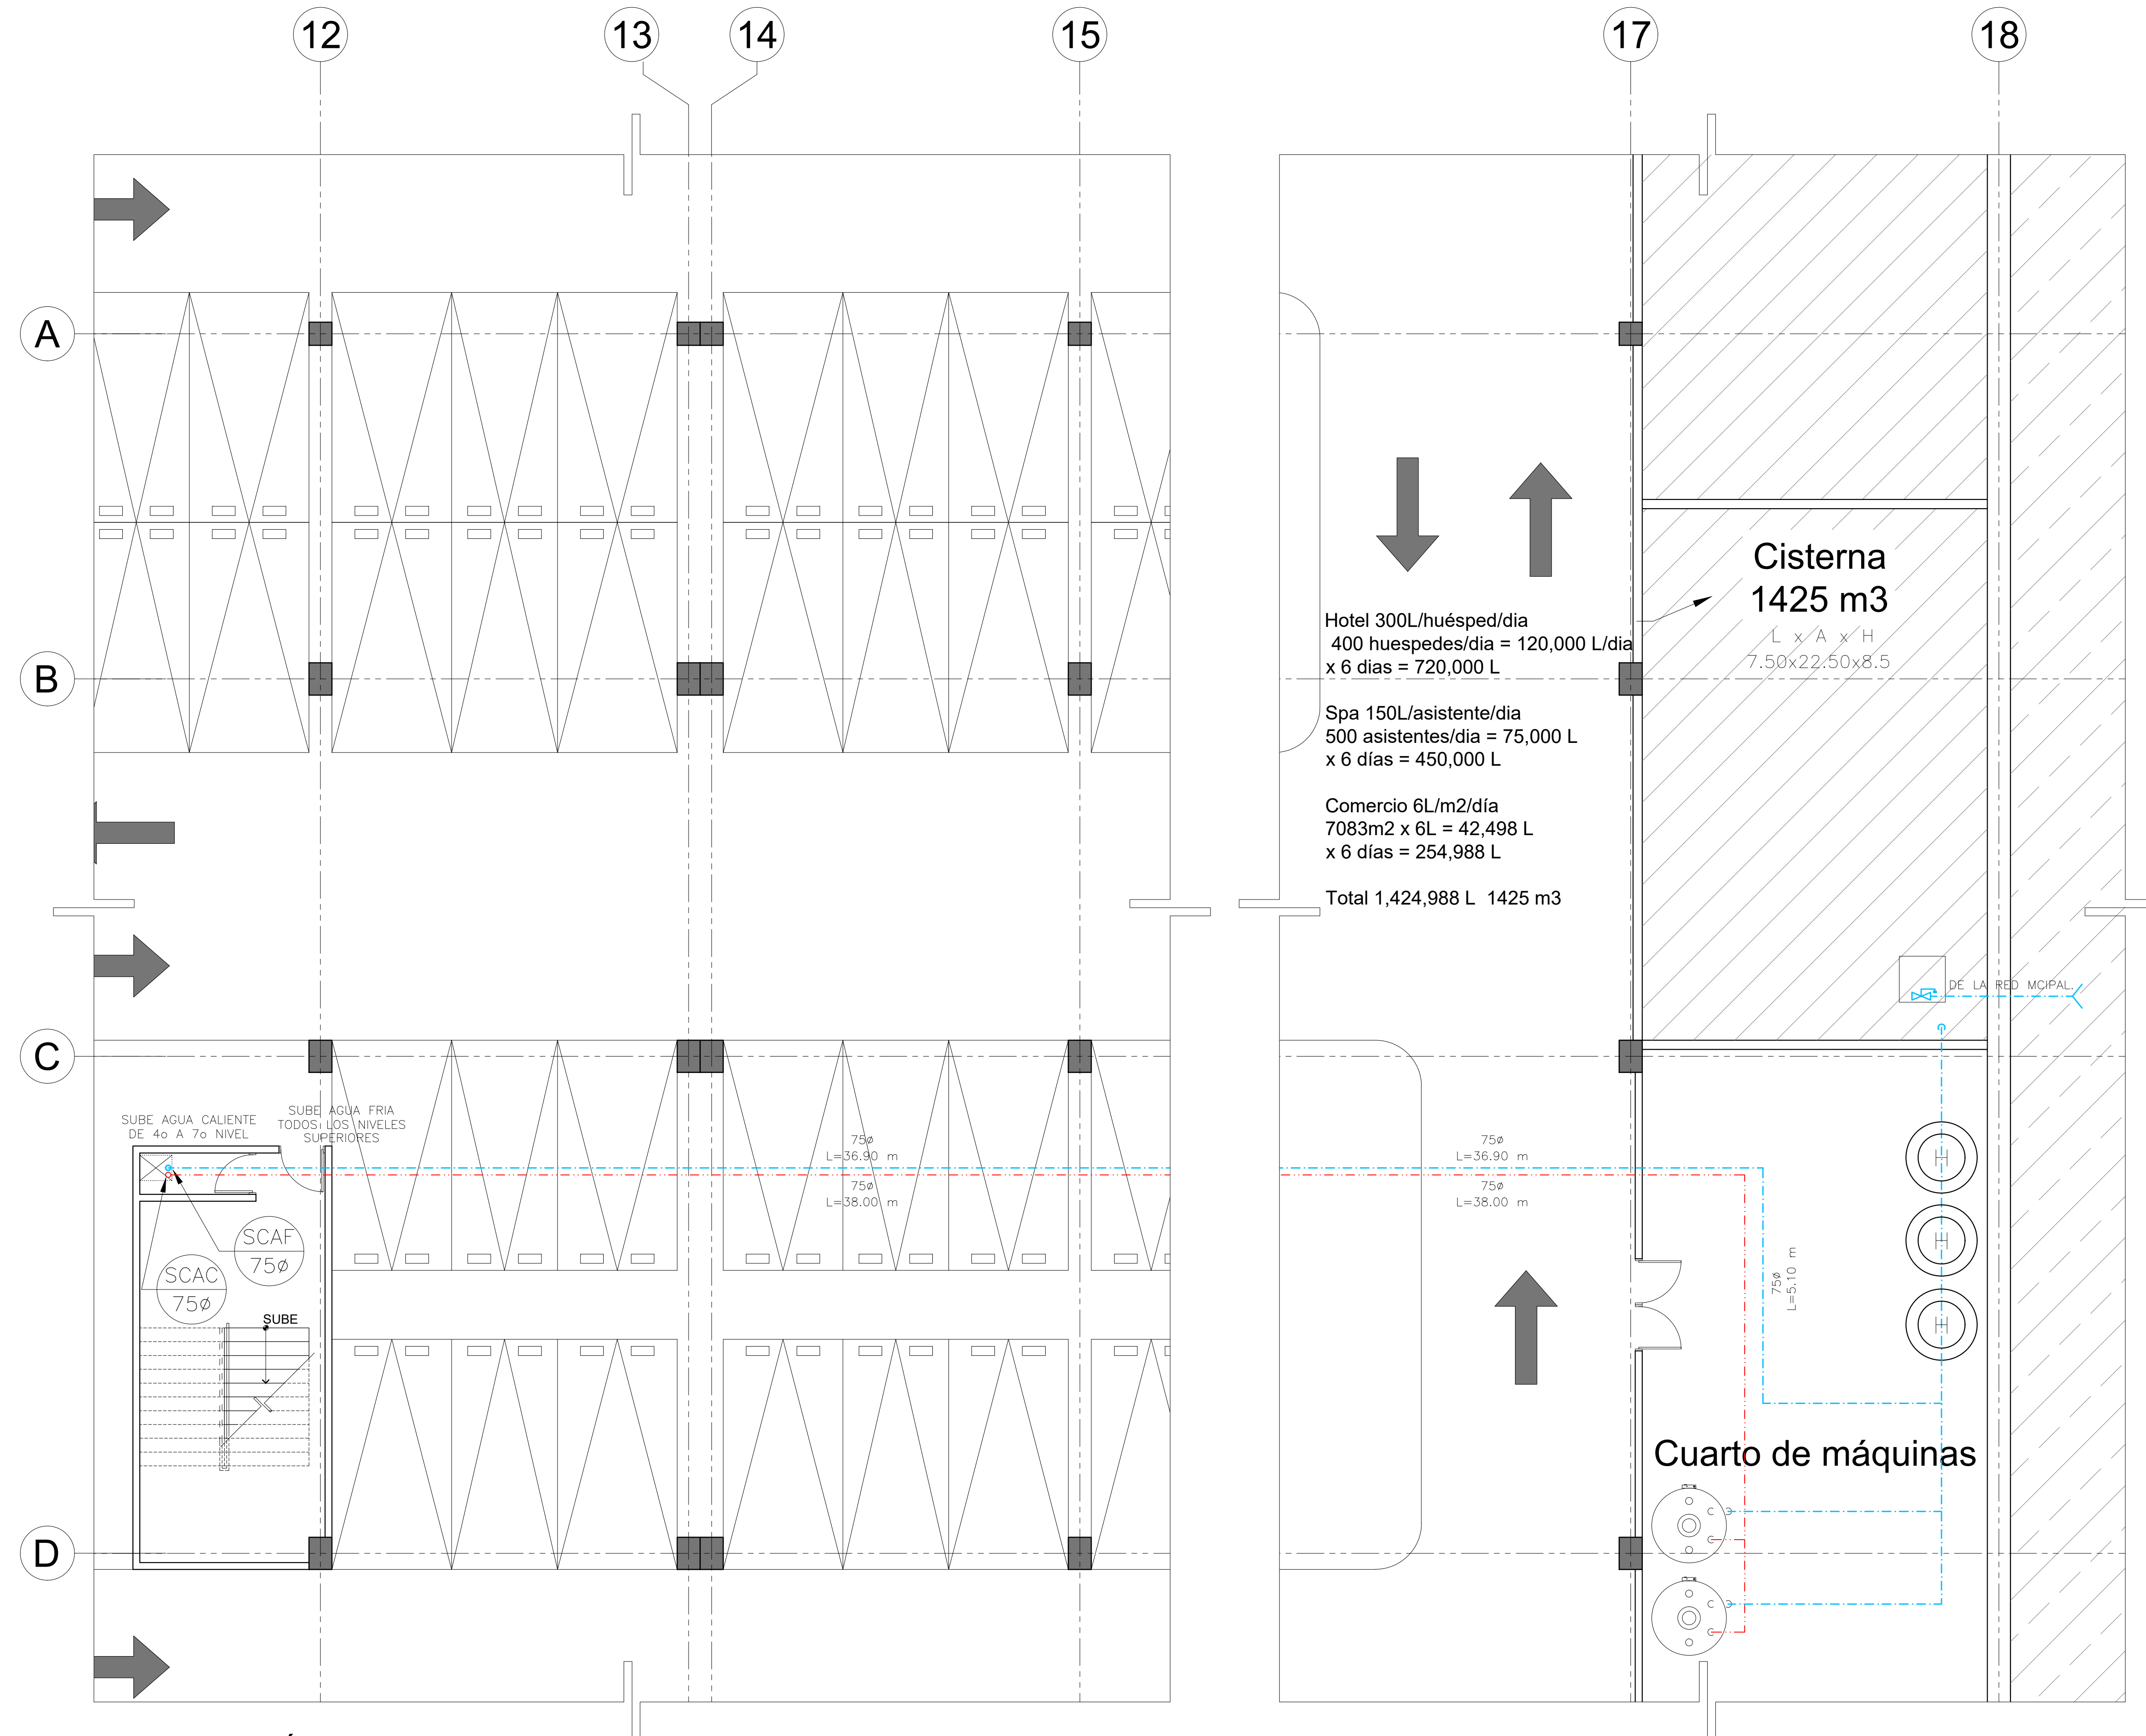 12
13
14
15
17
18
A
B
C
D
Cisterna
1425 m3
L x A x H
7.50x22.50x8.5
Hotel 300L/huésped/dia
400 huespedes/dia = 120,000 L/dia
x 6 dias = 720,000 L
Spa 150L/asistente/dia
500 asistentes/dia = 75,000 L
x 6 días = 450,000 L
Comercio 6L/m2/día
7083m2 x 6L = 42,498 L
x 6 días = 254,988 L
Total 1,424,988 L 1425 m3
DE LA RED MCIPAL.
SUBE AGUA CALIENTE
DE 4o A 7o NIVEL
SUBE AGUA FRIA
TODOS LOS NIVELES
SUPERIORES
75ø
L=36.90 m
75ø
L=38.00 m
75ø
L=36.90 m
75ø
L=38.00 m
SCAF
75ø
SCAC
75ø
SUBE
75ø
L=5.10 m
H
H
H
Cuarto de máquinas